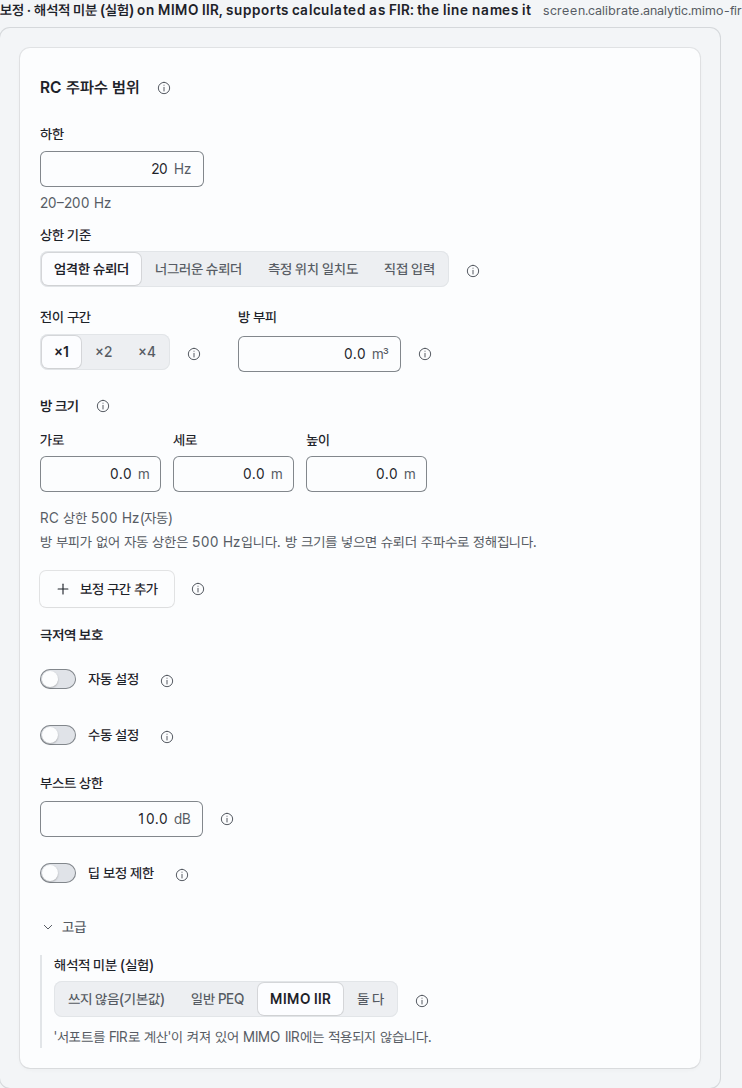 보정 · 해석적 미분 (실험) on MIMO IIR, supports calculated as FIR: the line names it screen.calibrate.analytic.mimo-fir
RC 주파수 범위
하한
20 Hz
20–200 Hz
상한 기준
엄격한 슈뢰더 너그러운 슈뢰더 측정 위치 일치도 직접 입력
전이 구간 방 부피
×1 ×2 ×4 0.0 m³
방 크기
가로 세로 높이
0.0 m 0.0 m 0.0 m
RC 상한 500 Hz(자동)
방 부피가 없어 자동 상한은 500 Hz입니다. 방 크기를 넣으면 슈뢰더 주파수로 정해집니다.
+ 보정 구간 추가
극저역 보호
자동 설정
수동 설정
부스트 상한
10.0 dB
딥 보정 제한
고급
해석적 미분 (실험)
쓰지 않음(기본값) 일반 PEQ MIMO IIR 둘 다
'서포트를 FIR로 계산'이 켜져 있어 MIMO IIR에는 적용되지 않습니다.